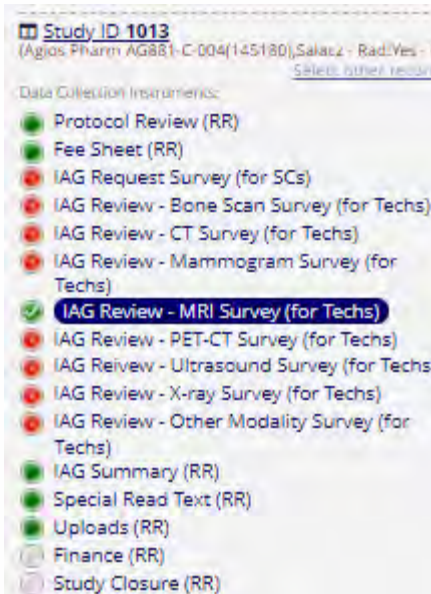 Study ID 1013
(Agios Pharm AG881-C-004(145180),Salacz - Rad:Yes -
Select other recor
Data Collection Instruments:
Protocol Review (RR)
Fee Sheet (RR)
IAG Request Survey (for SCs)
IAG Review - Bone Scan Survey (for Techs)
IAG Review - CT Survey (for Techs)
IAG Review - Mammogram Survey (for
Techs)
IAG Review - MRI Survey (for Techs)
IAG Review - PET-CT Survey (for Techs)
IAG Reivew - Ultrasound Survey (for Techs
IAG Review - X-ray Survey (for Techs)
IAG Review - Other Modality Survey (for
Techs)
IAG Summary (RR)
Special Read Text (RR)
Uploads (RR)
Finance (RR)
Study Closure (RR)